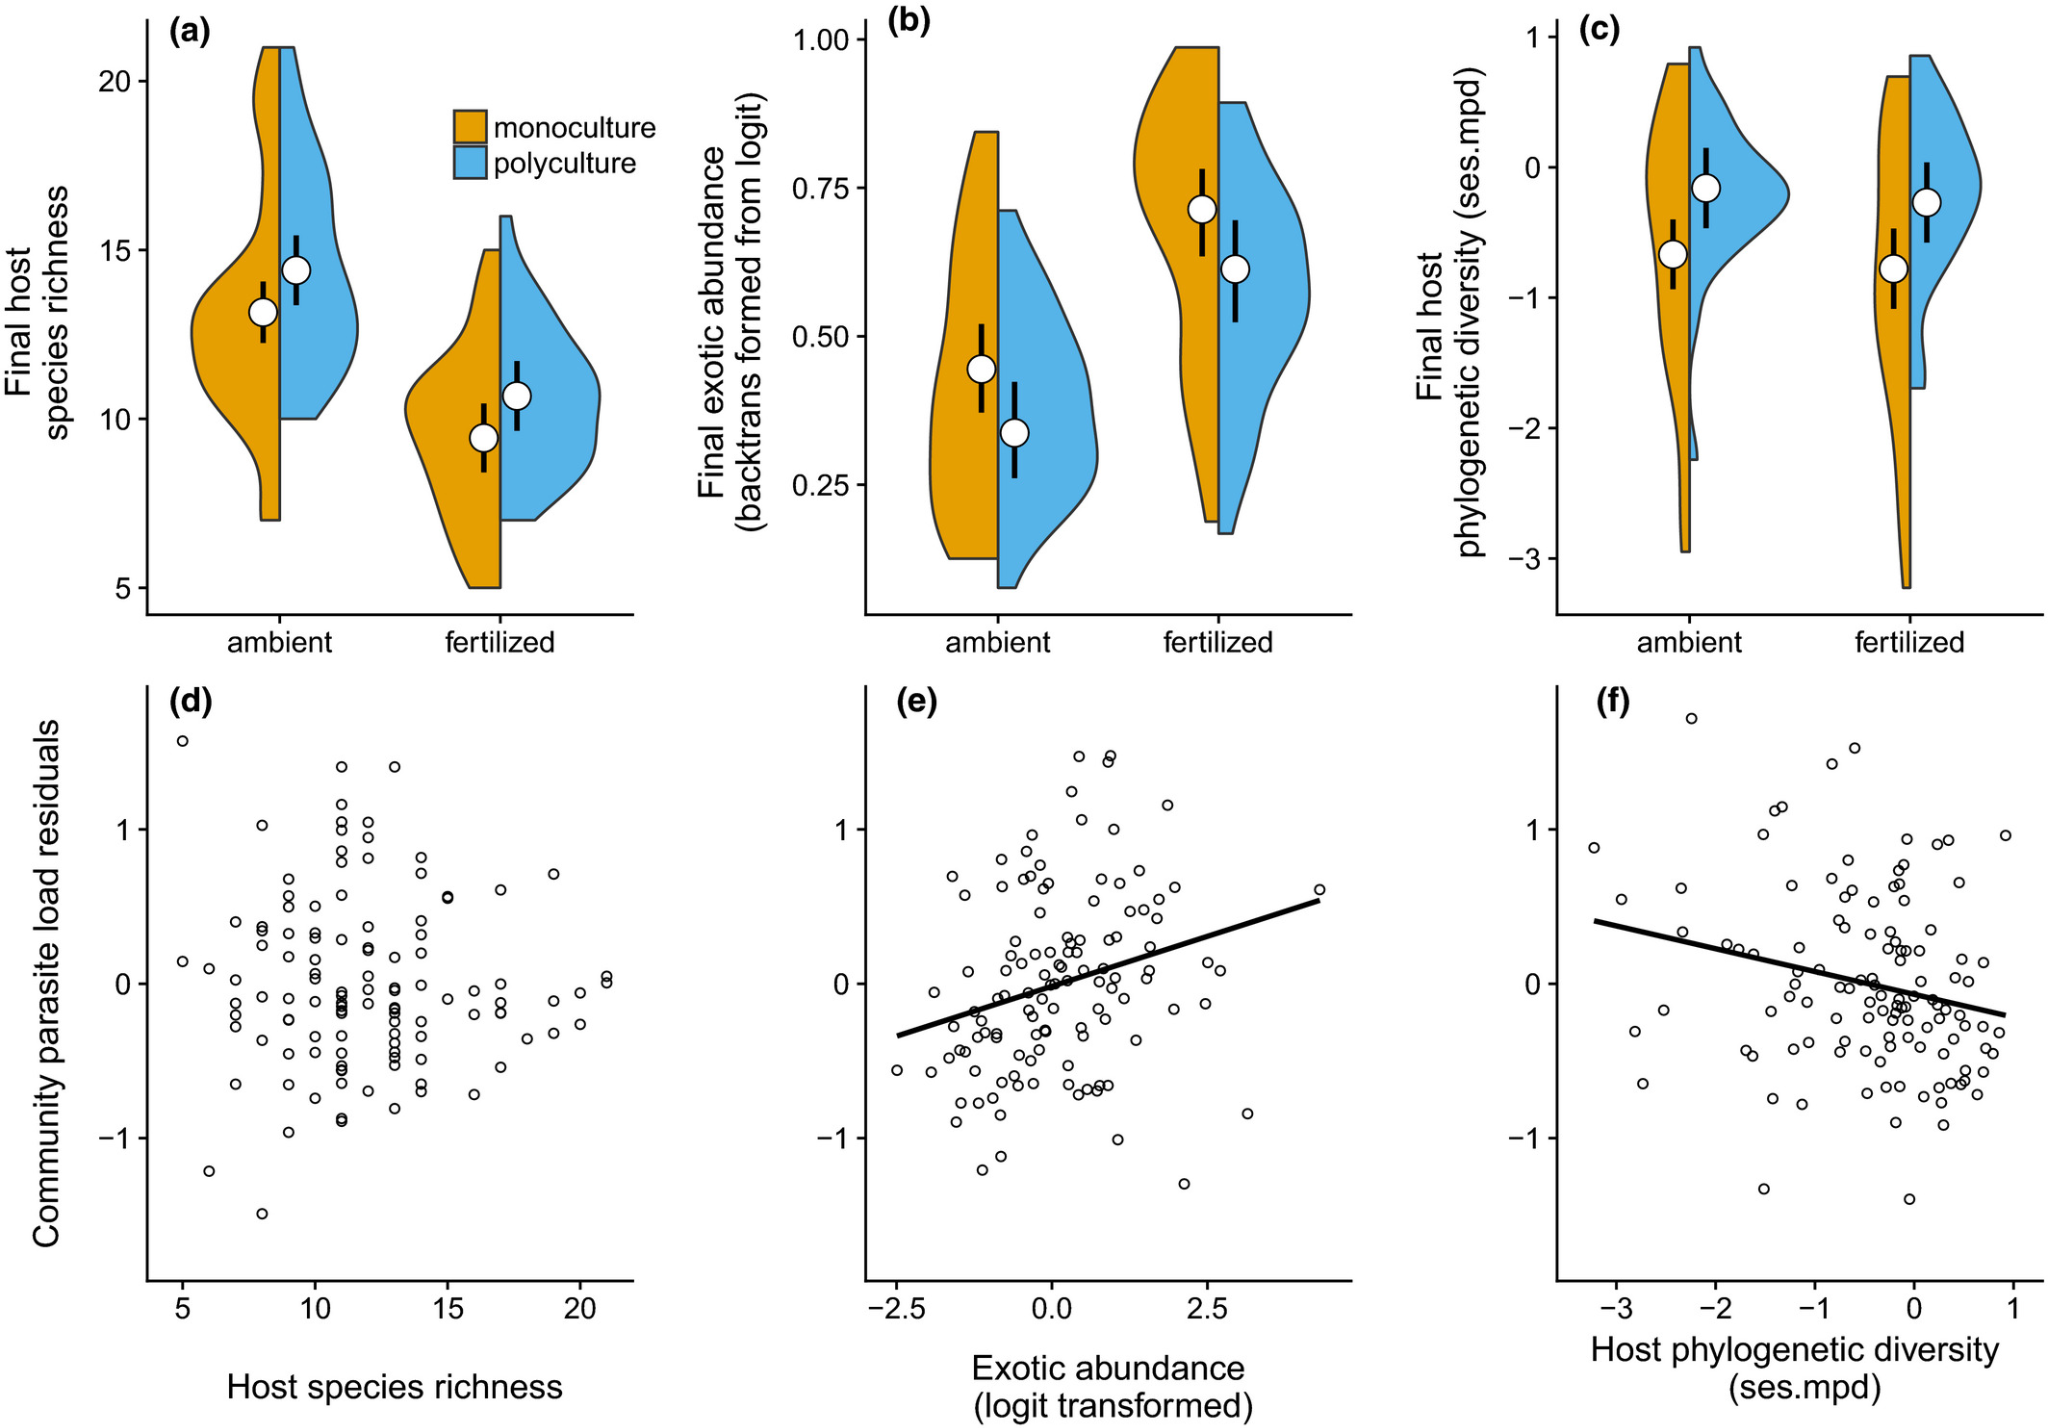 (a)
Final host
species richness
20
15
10
5
monoculture
polyculture
ambient
fertilized
(b)
Final exotic abundance
(backtrans formed from logit)
1.00
0.75
0.50
0.25
ambient
fertilized
(c)
Final host
phylogenetic diversity (ses.mpd)
1
0
−1
−2
−3
ambient
fertilized
(d)
Community parasite load residuals
1
0
−1
5
10
15
20
Host species richness
(e)
1
0
−1
−2.5
0.0
2.5
Exotic abundance
(logit transformed)
(f)
1
0
−1
−3
−2
−1
0
1
Host phylogenetic diversity
(ses.mpd)